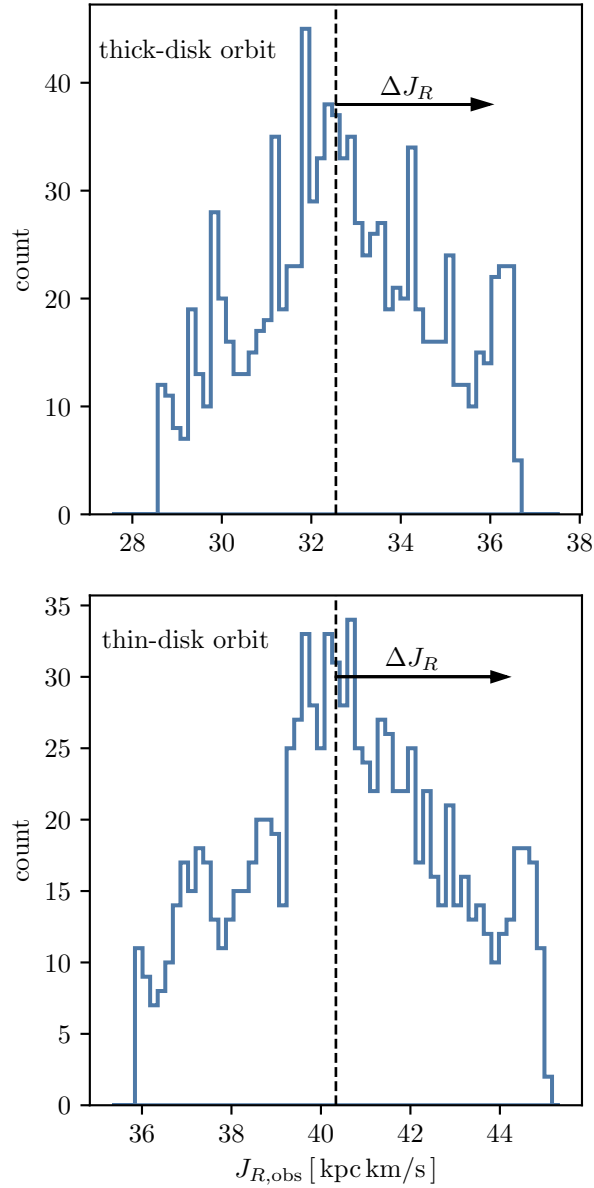 thick-disk orbit
ΔJ_R
count
40
30
20
10
0
28 30 32 34 36 38
thin-disk orbit
ΔJ_R
count
35
30
25
20
15
10
5
0
36 38 40 42 44
J_{R,obs} [kpc km/s]